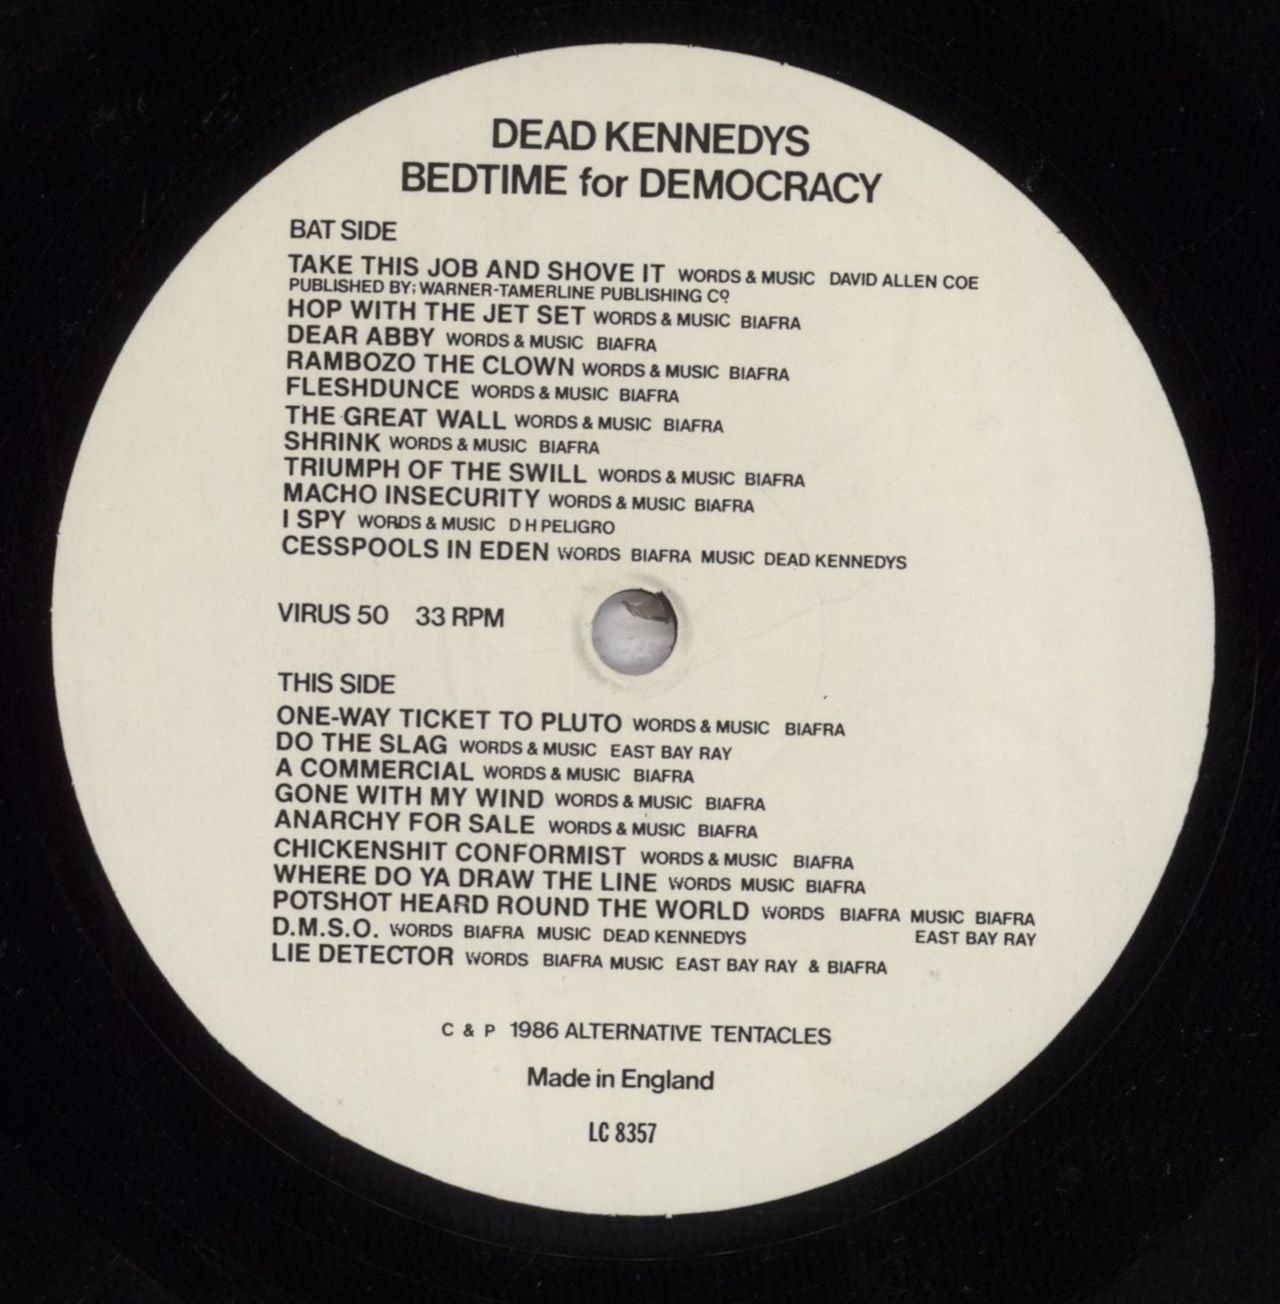 DEAD KENNEDYS
BEDTIME for DEMOCRACY
BAT SIDE
TAKE THIS JOB AND SHOVE IT WORDS & MUSIC DAVID ALLEN COE
PUBLISHED BY; WARNER-TAMERLINE PUBLISHING Co
HOP WITH THE JET SET WORDS & MUSIC BIAFRA
DEAR ABBY WORDS & MUSIC BIAFRA
RAMBOZO THE CLOWN WORDS & MUSIC BIAFRA
FLESHDUNCE WORDS & MUSIC BIAFRA
THE GREAT WALL WORDS & MUSIC BIAFRA
SHRINK WORDS & MUSIC BIAFRA
TRIUMPH OF THE SWILL WORDS & MUSIC BIAFRA
MACHO INSECURITY WORDS & MUSIC BIAFRA
I SPY WORDS & MUSIC D H PELIGRO
CESSPOOLS IN EDEN WORDS BIAFRA MUSIC DEAD KENNEDYS
VIRUS 50 33 RPM
THIS SIDE
ONE-WAY TICKET TO PLUTO WORDS & MUSIC BIAFRA
DO THE SLAG WORDS & MUSIC EAST BAY RAY
A COMMERCIAL WORDS & MUSIC BIAFRA
GONE WITH MY WIND WORDS & MUSIC BIAFRA
ANARCHY FOR SALE WORDS & MUSIC BIAFRA
CHICKENSHIT CONFORMIST WORDS & MUSIC BIAFRA
WHERE DO YA DRAW THE LINE WORDS MUSIC BIAFRA
POTSHOT HEARD ROUND THE WORLD WORDS BIAFRA MUSIC BIAFRA
D.M.S.O. WORDS BIAFRA MUSIC DEAD KENNEDYS EAST BAY RAY
LIE DETECTOR WORDS BIAFRA MUSIC EAST BAY RAY & BIAFRA
C & P 1986 ALTERNATIVE TENTACLES
Made in England
LC 8357